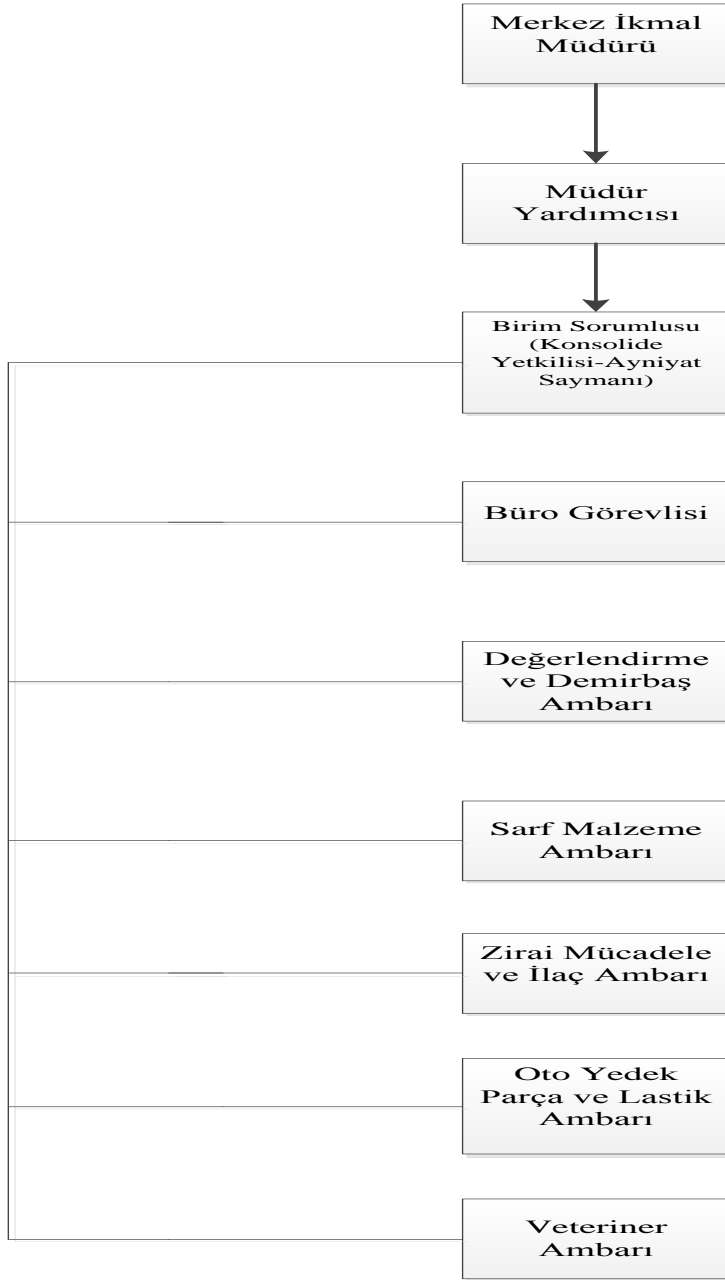 Merkez İkmal
Müdürü
Müdür
Yardımcısı
Birim Sorumlusu
(Konsolide
Yetkilisi-Ayniyat
Saymanı)
Büro Görevlisi
Değerlendirme
ve Demirbaş
Ambarı
Sarf Malzeme
Ambarı
Zirai Mücadele
ve İlaç Ambarı
Oto Yedek
Parça ve Lastik
Ambarı
Veteriner
Ambarı